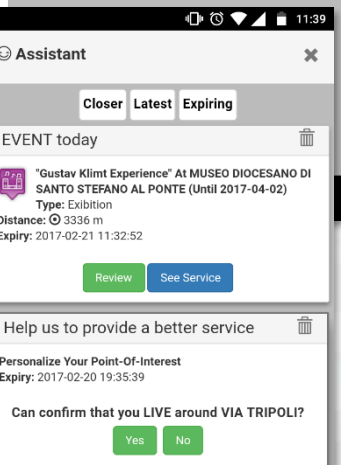 11:39
Assistant
Closer Latest Expiring
EVENT today
"Gustav Klimt Experience" At MUSEO DIOCESANO DI
SANTO STEFANO AL PONTE (Until 2017-04-02)
Type: Exibition
Distance: 3336 m
Expiry: 2017-02-21 11:32:52
Review See Service
Help us to provide a better service
Personalize Your Point-Of-Interest
Expiry: 2017-02-20 19:35:39
Can confirm that you LIVE around VIA TRIPOLI?
Yes No